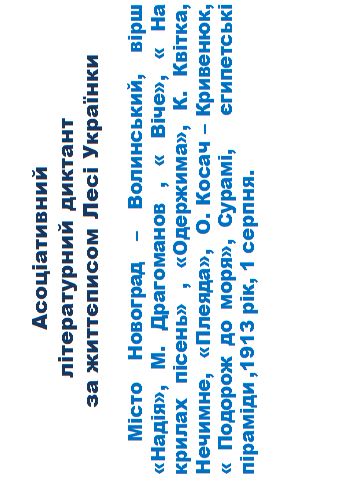 Асоціативний
літературний диктант
за життєписом Лесі Українки
Місто Новоград – Волинський, вірш
«Надія», М. Драгоманов , « Віче», « На
крилах пісень» , «Одержима», К. Квітка,
Нечимне, «Плеяда», О. Косач – Кривенюк,
« Подорож до моря», Сурамі, єгипетські
піраміди,1913 рік, 1 серпня.